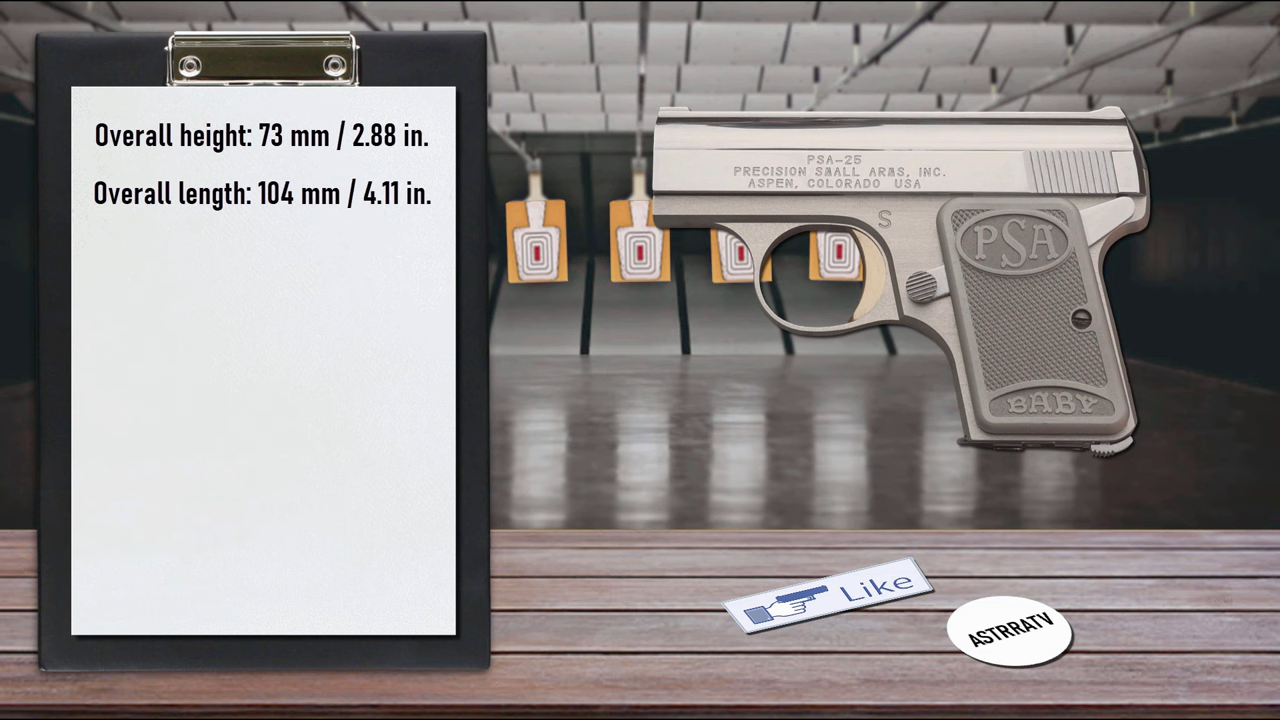 Overall height: 73 mm / 2.88 in.
Overall length: 104 mm / 4.11 in.
PSA-25
PRECISION SMALL ARMS, INC.
ASPEN, COLORADO USA
S
PSA
BABY
Like
ASTRRATV